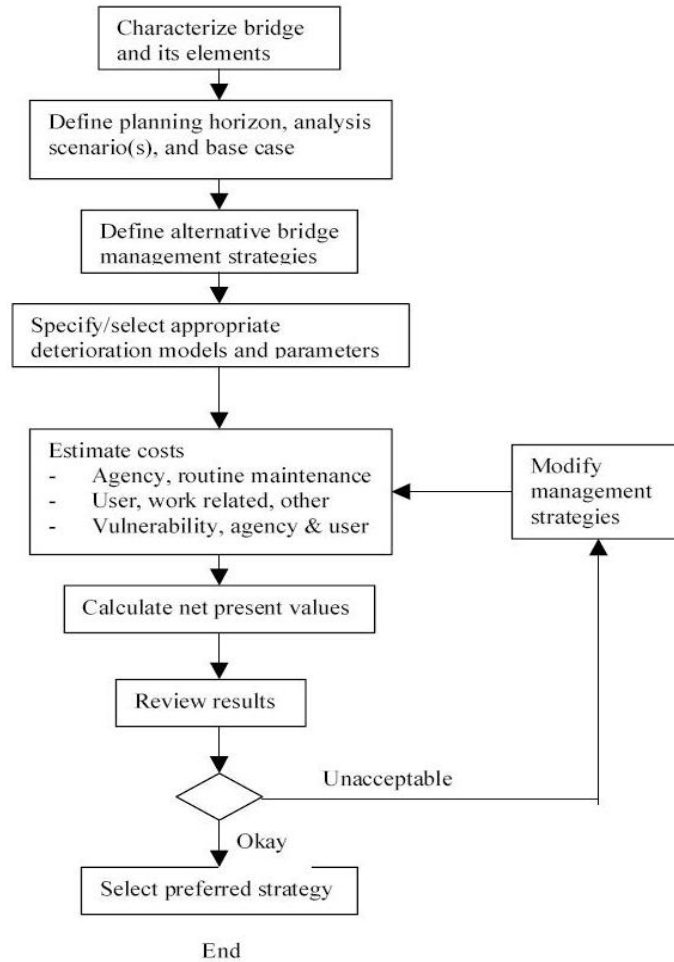 Characterize bridge
and its elements
Define planning horizon, analysis
scenario(s), and base case
Define alternative bridge
management strategies
Specify/select appropriate
deterioration models and parameters
Estimate costs
- Agency, routine maintenance
- User, work related, other
- Vulnerability, agency & user
Modify
management
strategies
Calculate net present values
Review results
Unacceptable
Okay
Select preferred strategy
End